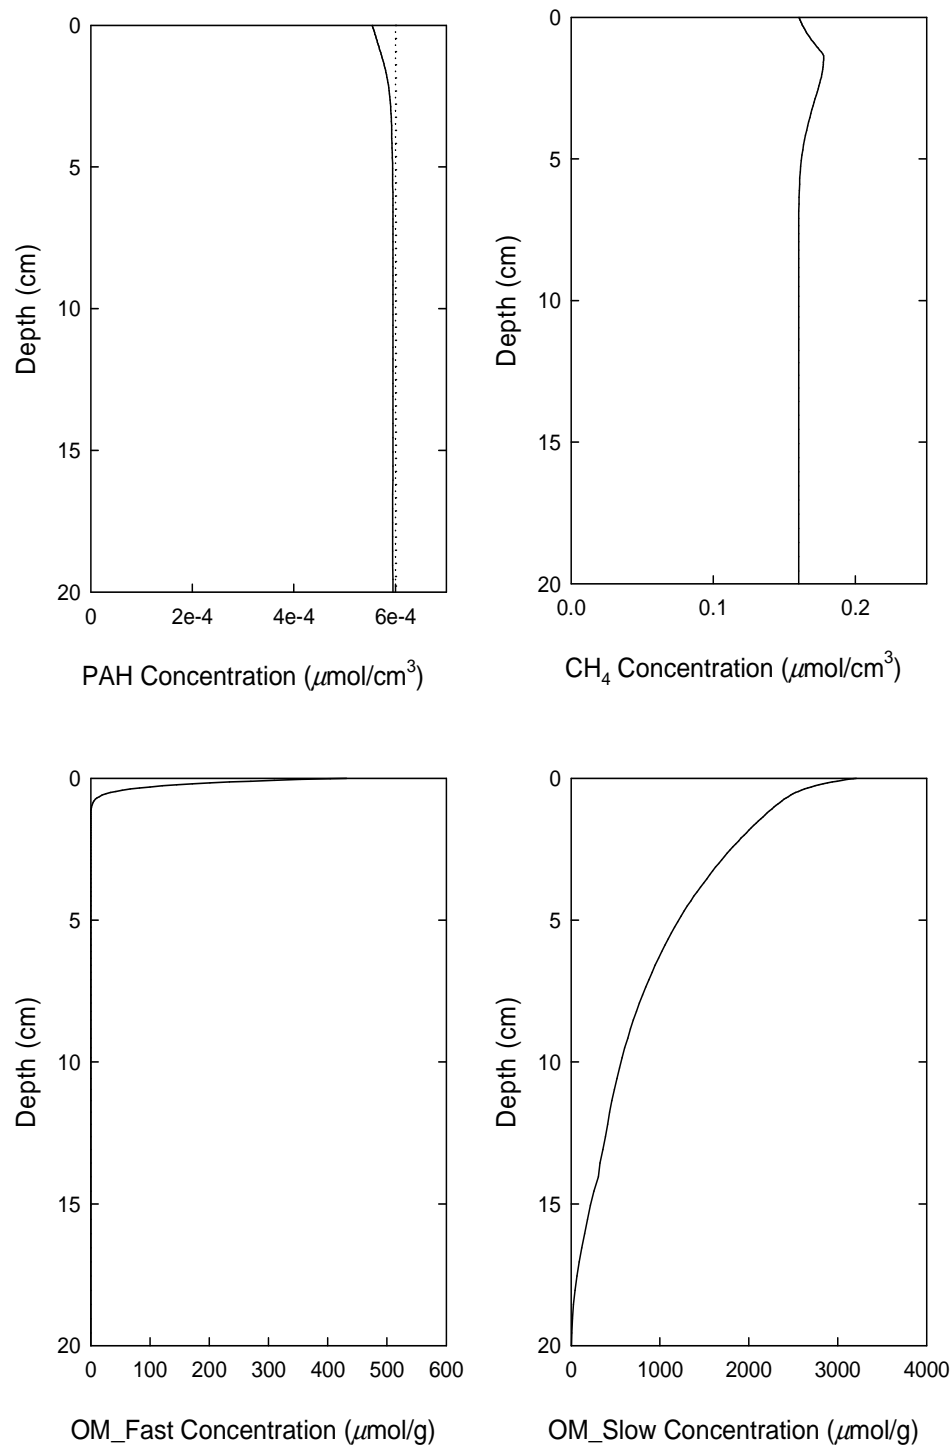 0
5
10
15
20
Depth (cm)
0 2e-4 4e-4 6e-4
PAH Concentration (μmol/cm³)
0
5
10
15
20
Depth (cm)
0.0 0.1 0.2
CH₄ Concentration (μmol/cm³)
0
5
10
15
20
Depth (cm)
0 100 200 300 400 500 600
OM_Fast Concentration (μmol/g)
0
5
10
15
20
Depth (cm)
0 1000 2000 3000 4000
OM_Slow Concentration (μmol/g)